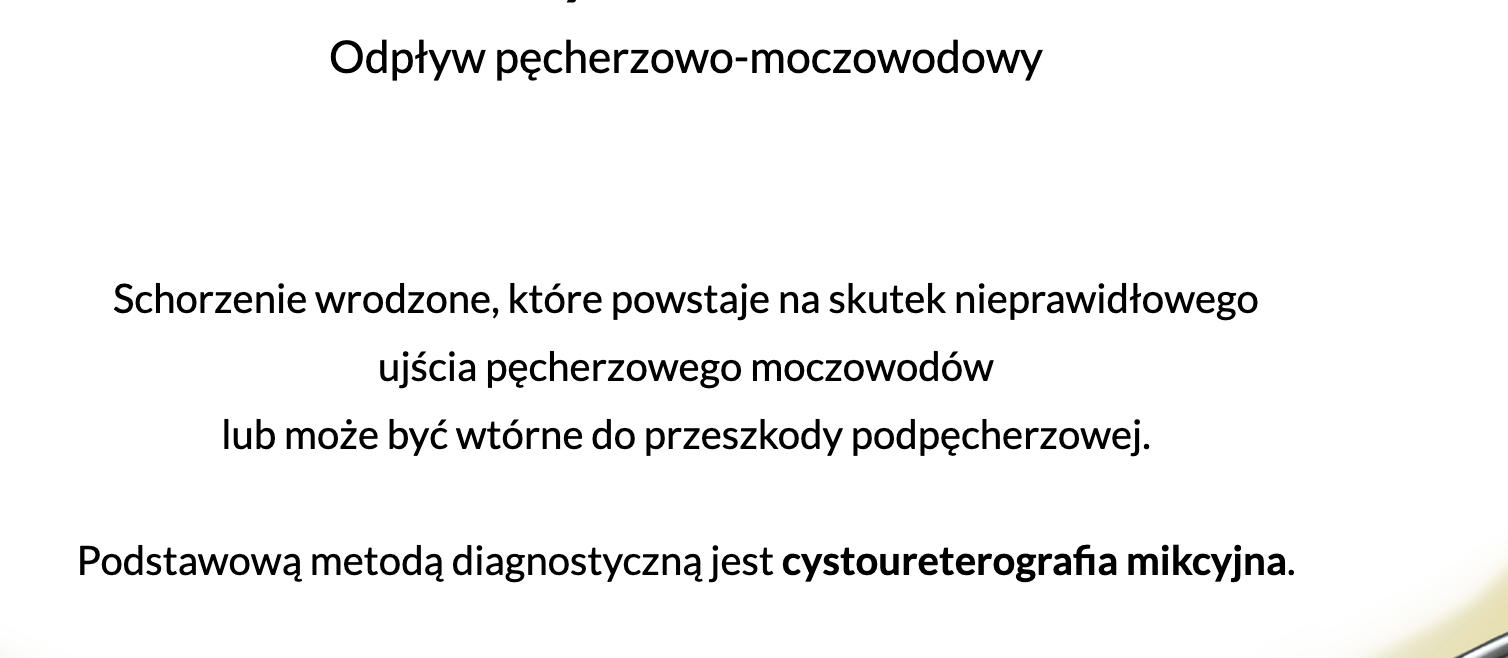 Odpływ pęcherzowo-moczowodowy
Schorzenie wrodzone, które powstaje na skutek nieprawidłowego
ujścia pęcherzowego moczowodów
lub może być wtórne do przeszkody podpęcherzowej.
Podstawową metodą diagnostyczną jest cystoureterografia mikcyjna.